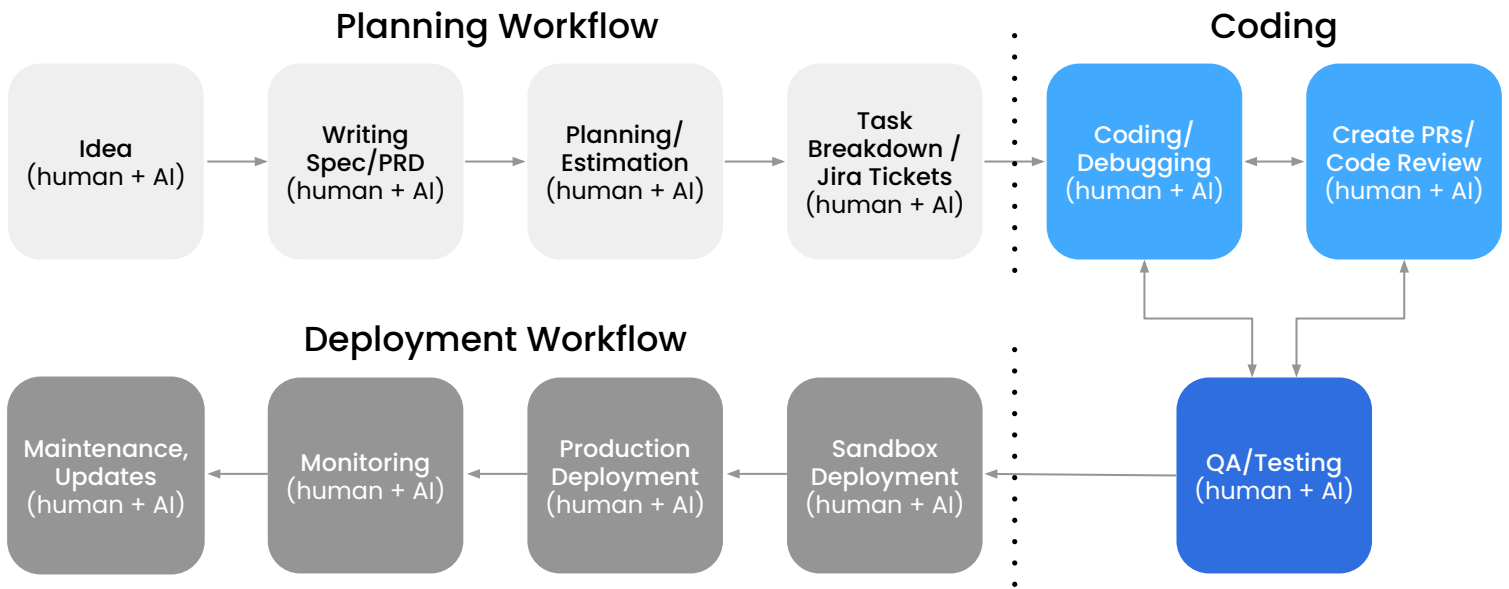 Planning Workflow
Coding
Idea
(human + AI)
Writing
Spec/PRD
(human + AI)
Planning/
Estimation
(human + AI)
Task
Breakdown /
Jira Tickets
(human + AI)
Coding/
Debugging
(human + AI)
Create PRs/
Code Review
(human + AI)
Deployment Workflow
Maintenance,
Updates
(human + AI)
Monitoring
(human + AI)
Production
Deployment
(human + AI)
Sandbox
Deployment
(human + AI)
QA/Testing
(human + AI)